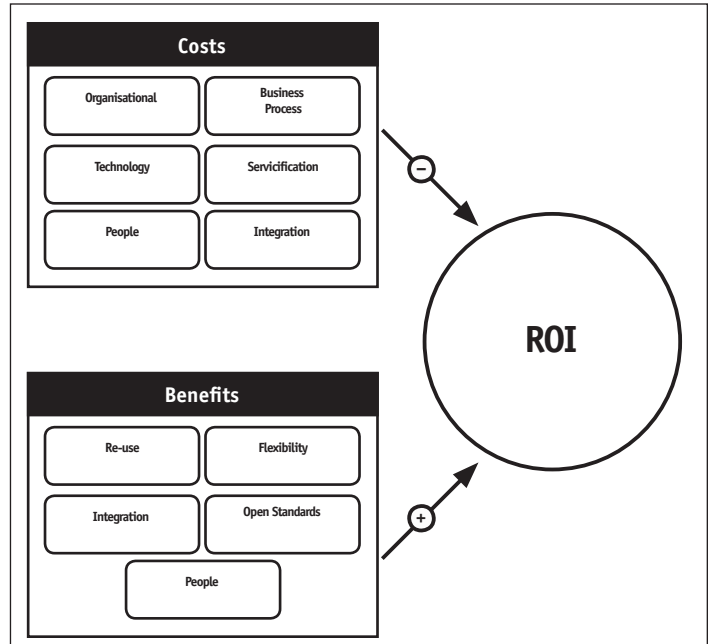 Costs
Organisational
Business
Process
Technology
Servicification
People
Integration
−
ROI
Benefits
Re-use
Flexibility
Integration
Open Standards
People
+